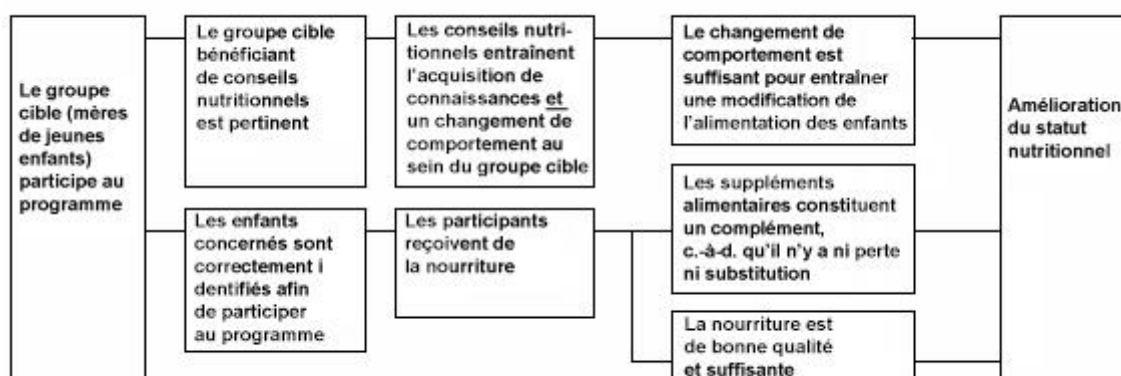 Le groupe
cible (mères
de jeunes
enfants)
participe au
programme
Le groupe cible
bénéficiant
de conseils
nutritionnels
est pertinent
Les conseils nutri-
tionnels entraînent
l'acquisition de
connaissances et
un changement de
comportement au
sein du groupe cible
Le changement de
comportement est
suffisant pour entraîner
une modification de
l'alimentation des enfants
Les enfants
concernés sont
correctement i
dentifiés afin
de participer
au programme
Les participants
reçoivent de
la nourriture
Les suppléments
alimentaires constituent
un complément,
c.-à-d. qu'il n'y a ni perte
ni substitution
La nourriture est
de bonne qualité
et suffisante
Amélioration
du statut
nutritionnel